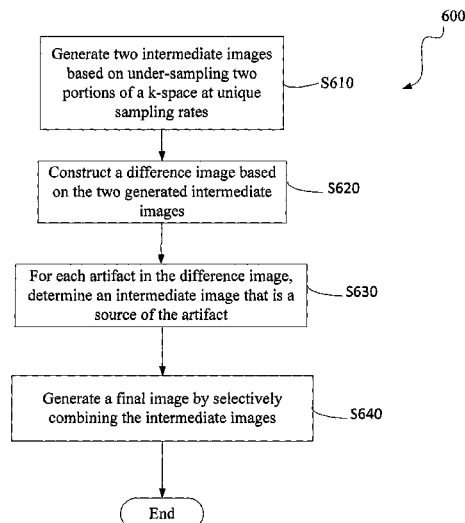 600
Generate two intermediate images
based on under-sampling two
portions of a k-space at unique
sampling rates
S610
Construct a difference image based
on the two generated intermediate
images
S620
For each artifact in the difference image,
determine an intermediate image that is a
source of the artifact
S630
Generate a final image by selectively
combining the intermediate images
S640
End